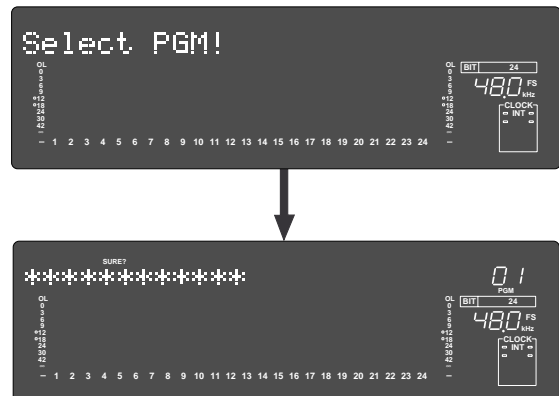 Select PGM!
OL OL BIT 24
0 0
3 3
6 6 48.0 FS kHz
9 9
12 12
18 18 CLOCK
24 24 INT
30 30
42 42
– –
– 1 2 3 4 5 6 7 8 9 10 11 12 13 14 15 16 17 18 19 20 21 22 23 24 –
SURE?
************ 01
PGM
OL OL BIT 24
0 0
3 3
6 6 48.0 FS kHz
9 9
12 12
18 18 CLOCK
24 24 INT
30 30
42 42
– –
– 1 2 3 4 5 6 7 8 9 10 11 12 13 14 15 16 17 18 19 20 21 22 23 24 –